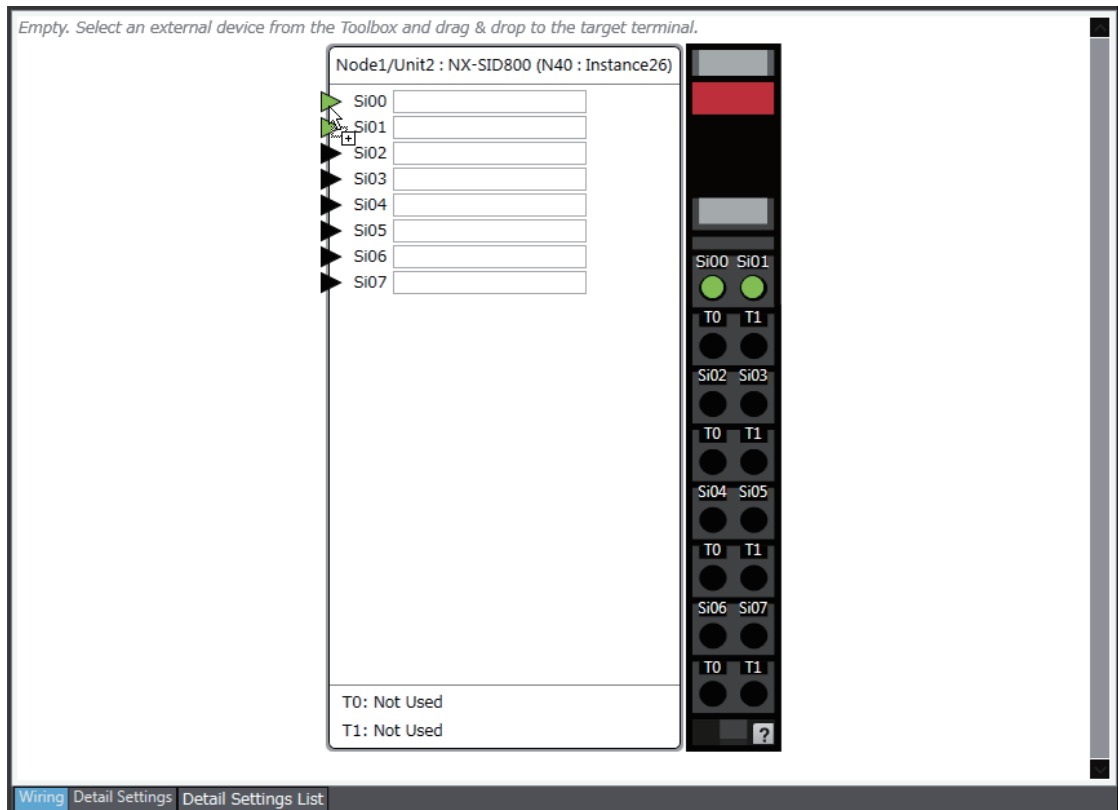 Empty. Select an external device from the Toolbox and drag & drop to the target terminal.
Node1/Unit2 : NX-SID800 (N40 : Instance26)
Si00
Si01
Si02
Si03
Si04
Si05
Si06
Si07
T0: Not Used
T1: Not Used
Si00 Si01
T0 T1
Si02 Si03
T0 T1
Si04 Si05
T0 T1
Si06 Si07
T0 T1
?
Wiring Detail Settings Detail Settings List